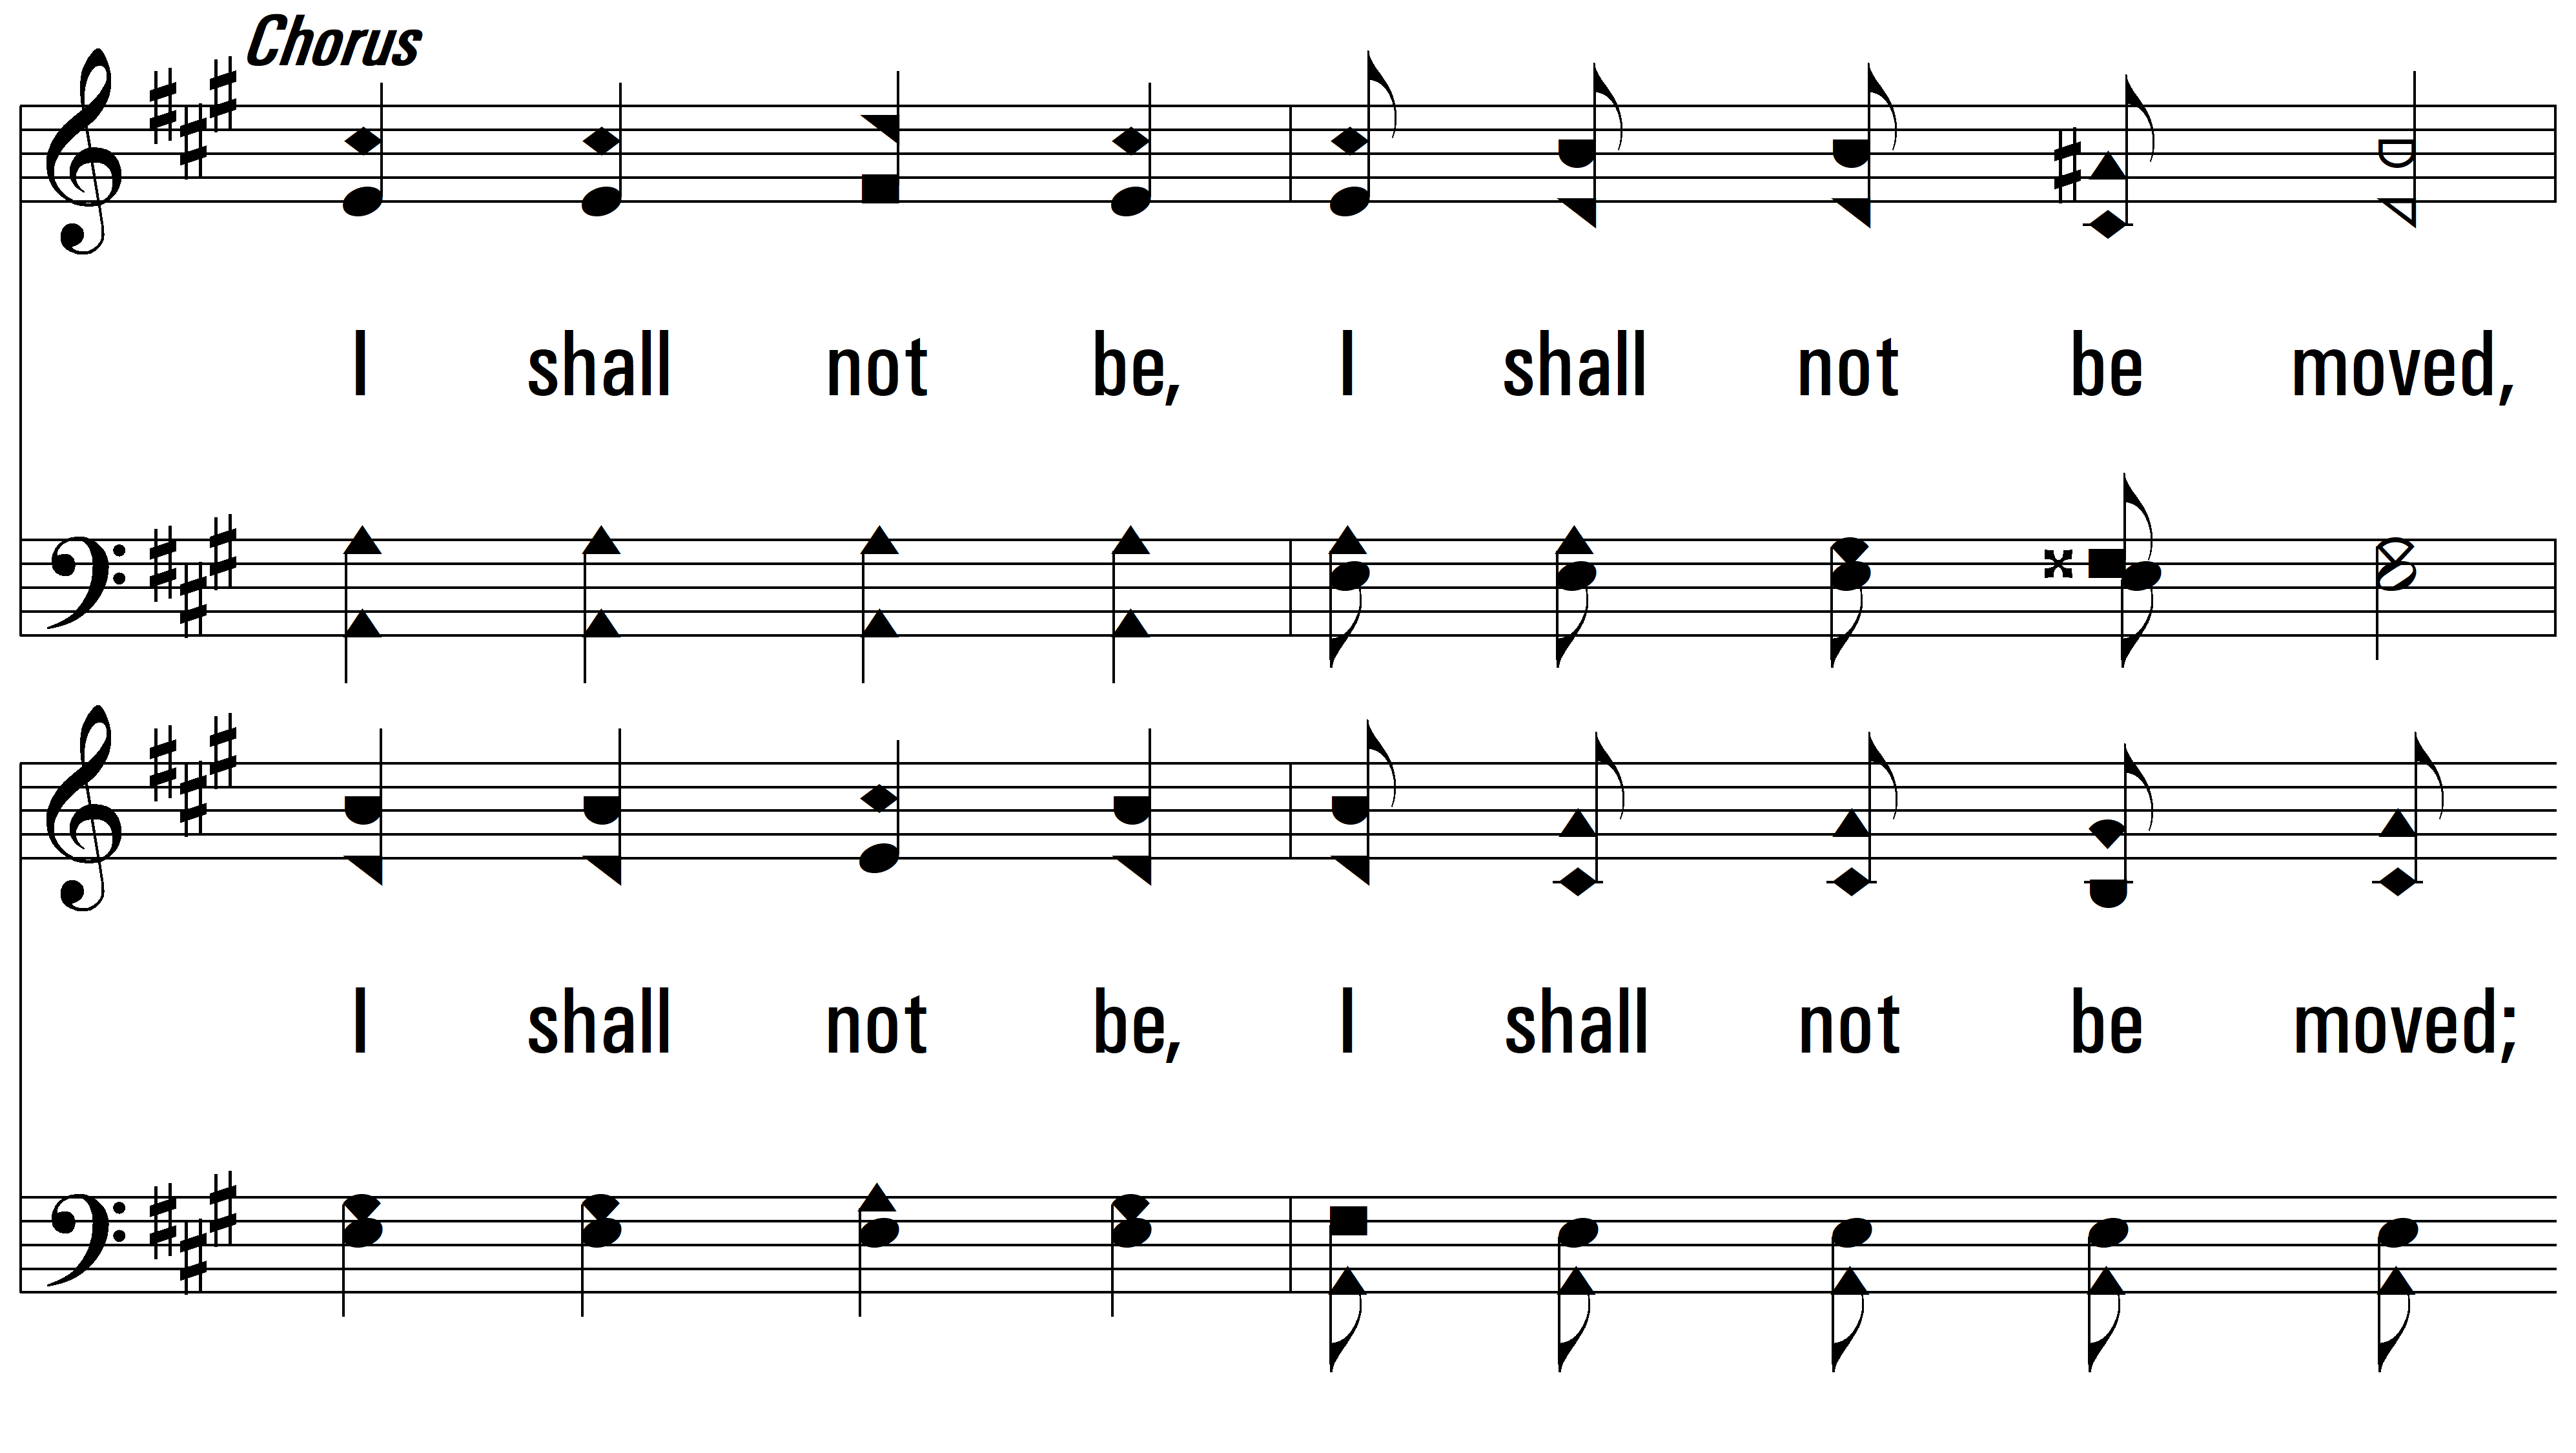 Chorus
I shall not be, I shall not be moved,
I shall not be, I shall not be moved;